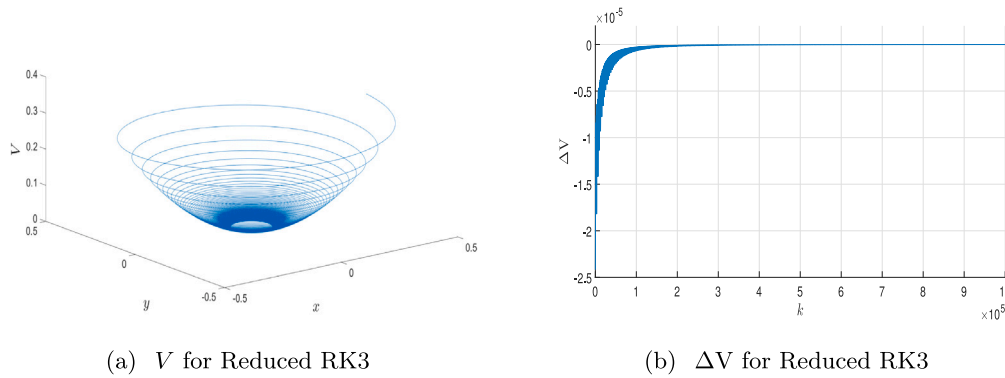 0.4
0.3
0.2
0.1
0
V
0.5
0
-0.5
y
-0.5
0
0.5
x
(a) V for Reduced RK3
×10⁻⁵
0
-0.5
-1
-1.5
-2
-2.5
ΔV
0 1 2 3 4 5 6 7 8 9 1
k
×10⁵
(b) ΔV for Reduced RK3